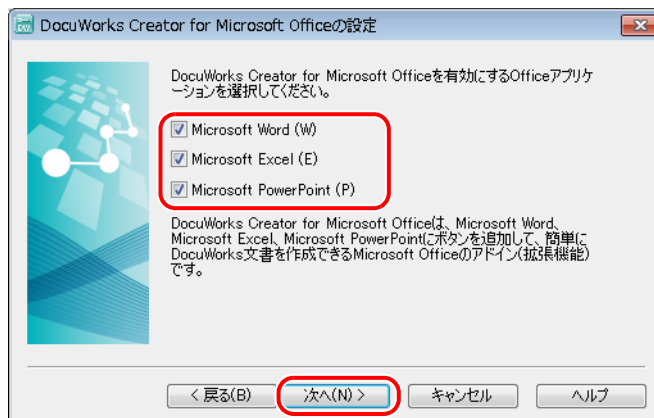 DocuWorks Creator for Microsoft Officeの設定
DocuWorks Creator for Microsoft Officeを有効にするOfficeアプリケ
ーションを選択してください。
Microsoft Word (W)
Microsoft Excel (E)
Microsoft PowerPoint (P)
DocuWorks Creator for Microsoft Officeは、Microsoft Word、
Microsoft Excel、Microsoft PowerPointにボタンを追加して、簡単に
DocuWorks文書を作成できるMicrosoft Officeのアドイン(拡張機能)
です。
< 戻る(B) 次へ(N) > キャンセル ヘルプ